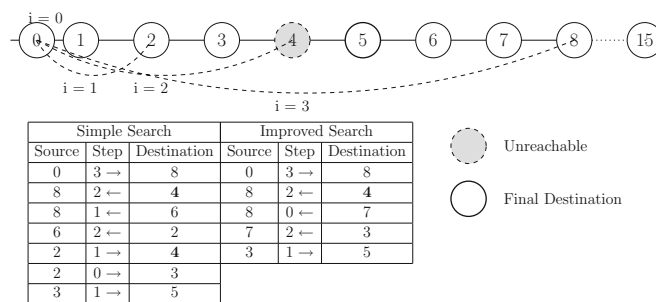 i = 0
0 1 2 3 4 5 6 7 8 15
i = 1 i = 2
i = 3
Simple Search Improved Search
Source Step Destination Source Step Destination
0 3 → 8 0 3 → 8
8 2 ← 4 8 2 ← 4
8 1 ← 6 8 0 ← 7
6 2 ← 2 7 2 ← 3
2 1 → 4 3 1 → 5
2 0 → 3
3 1 → 5
Unreachable
Final Destination